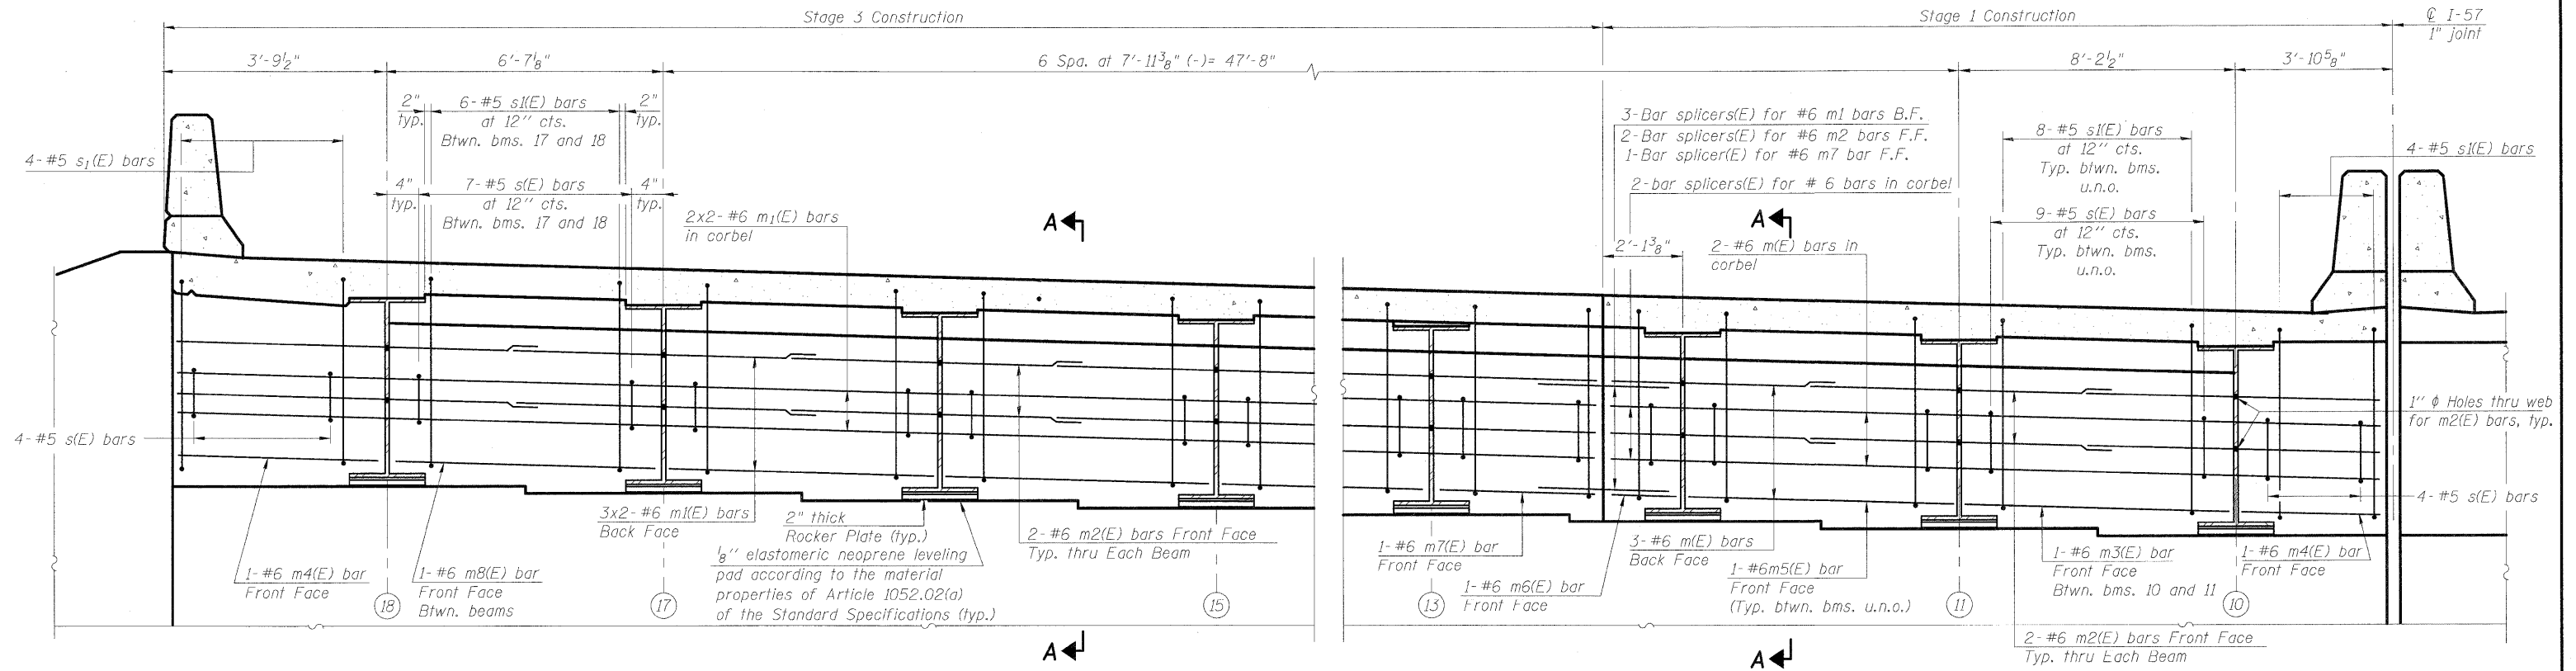 Stage 3 Construction
Stage 1 Construction
℄ I-57
1" joint
3'-9½"
6'-7⅛"
6 Spa. at 7'-11⅜" (-)= 47'-8"
8'-2½"
3'-10⅝"
2"
typ.
6-#5 s1(E) bars
at 12" cts.
Btwn. bms. 17 and 18
2"
typ.
4-#5 s1(E) bars
4"
typ.
7-#5 s(E) bars
at 12" cts.
Btwn. bms. 17 and 18
4"
typ.
2x2-#6 m1(E) bars
in corbel
A
3-Bar splicers(E) for #6 m1 bars B.F.
2-Bar splicers(E) for #6 m2 bars F.F.
1-Bar splicer(E) for #6 m7 bar F.F.
2-bar splicers(E) for # 6 bars in corbel
A
2'-1⅜"
2-#6 m(E) bars in
corbel
8-#5 s1(E) bars
at 12" cts.
Typ. btwn. bms.
u.n.o.
9-#5 s(E) bars
at 12" cts.
Typ. btwn. bms.
u.n.o.
4-#5 s1(E) bars
4-#5 s(E) bars
1" ϕ Holes thru web
for m2(E) bars, typ.
4-#5 s(E) bars
1-#6 m4(E) bar
Front Face
1-#6 m8(E) bar
Front Face
Btwn. beams
3x2-#6 m1(E) bars
Back Face
2" thick
Rocker Plate (typ.)
⅛" elastomeric neoprene leveling
pad according to the material
properties of Article 1052.02(a)
of the Standard Specifications (typ.)
2-#6 m2(E) bars Front Face
Typ. thru Each Beam
1-#6 m7(E) bar
Front Face
1-#6 m6(E) bar
Front Face
3-#6 m(E) bars
Back Face
1-#6m5(E) bar
Front Face
(Typ. btwn. bms. u.n.o.)
1-#6 m3(E) bar
Front Face
Btwn. bms. 10 and 11
1-#6 m4(E) bar
Front Face
2-#6 m2(E) bars Front Face
Typ. thru Each Beam
18
17
15
13
11
10
A
A